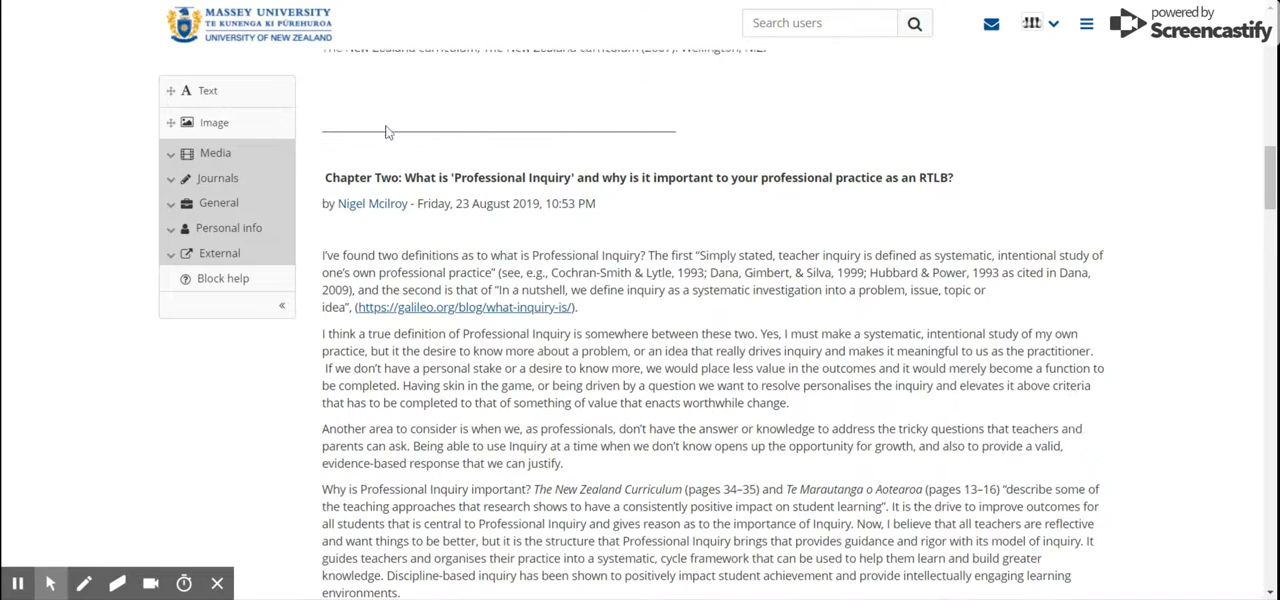 MASSEY UNIVERSITY
TE KUNENGA KI PŪREHUROA
UNIVERSITY OF NEW ZEALAND
Search users
powered by
Screencastify
The New Zealand curriculum, The New Zealand curriculum (2007). Wellington, N.Z.
Text
Image
Media
Journals
General
Personal info
External
Block help
«
Chapter Two: What is 'Professional Inquiry' and why is it important to your professional practice as an RTLB?
by Nigel Mcilroy - Friday, 23 August 2019, 10:53 PM
I've found two definitions as to what is Professional Inquiry? The first “Simply stated, teacher inquiry is defined as systematic, intentional study of
one's own professional practice” (see, e.g., Cochran-Smith & Lytle, 1993; Dana, Gimbert, & Silva, 1999; Hubbard & Power, 1993 as cited in Dana,
2009), and the second is that of “In a nutshell, we define inquiry as a systematic investigation into a problem, issue, topic or
idea”, (https://galileo.org/blog/what-inquiry-is/).
I think a true definition of Professional Inquiry is somewhere between these two. Yes, I must make a systematic, intentional study of my own
practice, but it the desire to know more about a problem, or an idea that really drives inquiry and makes it meaningful to us as the practitioner.
If we don't have a personal stake or a desire to know more, we would place less value in the outcomes and it would merely become a function to
be completed. Having skin in the game, or being driven by a question we want to resolve personalises the inquiry and elevates it above criteria
that has to be completed to that of something of value that enacts worthwhile change.
Another area to consider is when we, as professionals, don't have the answer or knowledge to address the tricky questions that teachers and
parents can ask. Being able to use Inquiry at a time when we don't know opens up the opportunity for growth, and also to provide a valid,
evidence-based response that we can justify.
Why is Professional Inquiry important? The New Zealand Curriculum (pages 34–35) and Te Marautanga o Aotearoa (pages 13–16) “describe some of
the teaching approaches that research shows to have a consistently positive impact on student learning”. It is the drive to improve outcomes for
all students that is central to Professional Inquiry and gives reason as to the importance of Inquiry. Now, I believe that all teachers are reflective
and want things to be better, but it is the structure that Professional Inquiry brings that provides guidance and rigor with its model of inquiry. It
guides teachers and organises their practice into a systematic, cycle framework that can be used to help them learn and build greater
knowledge. Discipline-based inquiry has been shown to positively impact student achievement and provide intellectually engaging learning
environments.